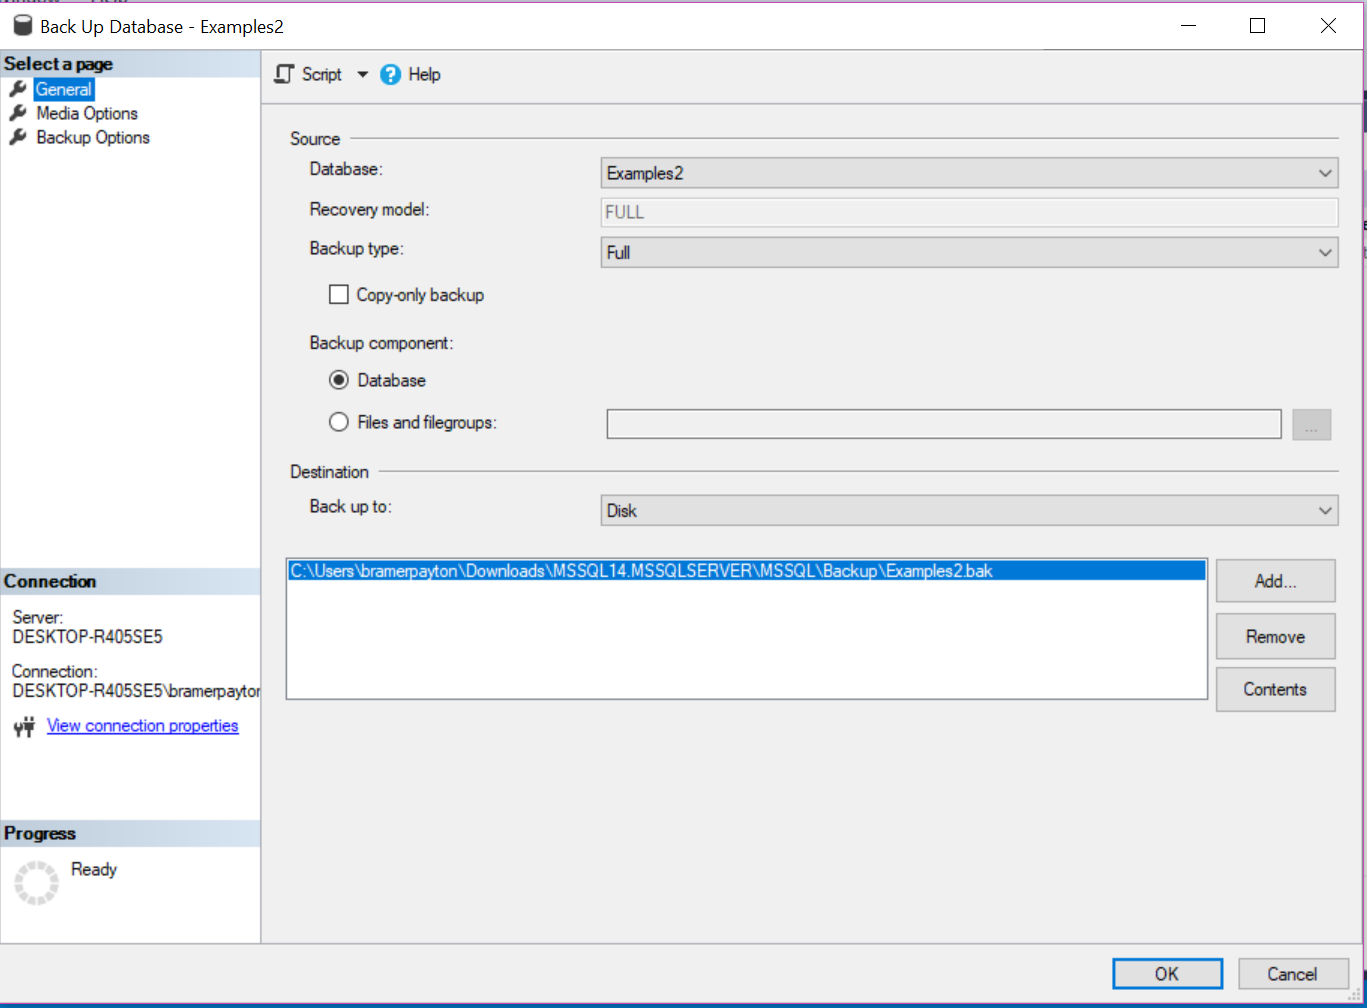 Back Up Database - Examples2
Select a page
General
Media Options
Backup Options
Script
Help
Source
Database:
Examples2
Recovery model:
FULL
Backup type:
Full
Copy-only backup
Backup component:
Database
Files and filegroups:
...
Destination
Back up to:
Disk
C:\Users\bramerpayton\Downloads\MSSQL14.MSSQLSERVER\MSSQL\Backup\Examples2.bak
Add...
Remove
Contents
Connection
Server:
DESKTOP-R405SE5
Connection:
DESKTOP-R405SE5\bramerpayton
View connection properties
Progress
Ready
OK
Cancel